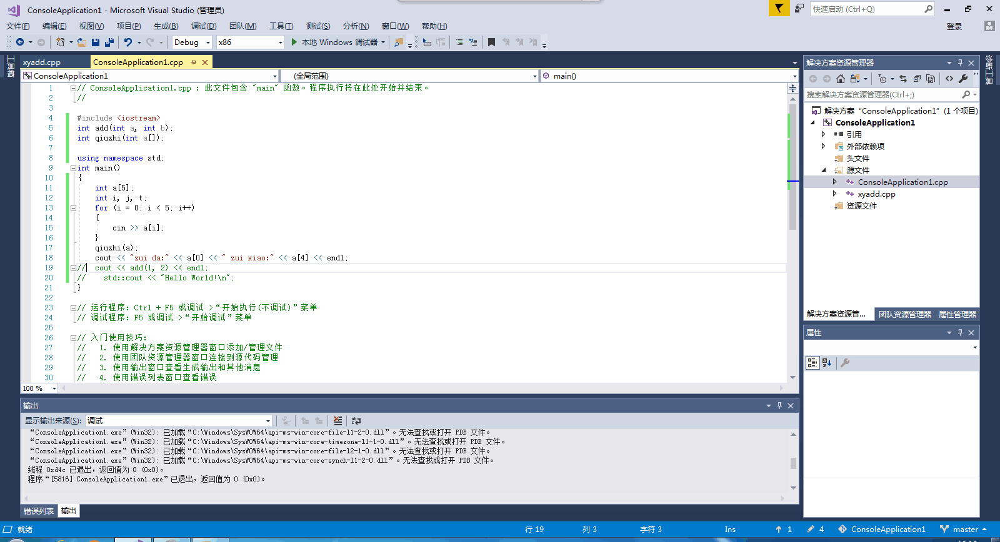 ConsoleApplication1 - Microsoft Visual Studio (管理员)
快速启动 (Ctrl+Q)
文件(F) 编辑(E) 视图(V) 项目(P) 生成(B) 调试(D) 团队(M) 工具(T) 测试(S) 分析(N) 窗口(W) 帮助(H)
登录
Debug x86 本地 Windows 调试器
工具箱
xyadd.cpp ConsoleApplication1.cpp
ConsoleApplication1 (全局范围) main()
1 // ConsoleApplication1.cpp : 此文件包含 "main" 函数。程序执行将在此处开始并结束。
2 //
3
4 #include <iostream>
5 int add(int a, int b);
6 int qiuzhi(int a[]);
7
8 using namespace std;
9 int main()
10 {
11 int a[5];
12 int i, j, t;
13 for (i = 0; i < 5; i++)
14 {
15 cin >> a[i];
16 }
17 qiuzhi(a);
18 cout << "zui da:" << a[0] << " zui xiao:" << a[4] << endl;
19 // cout << add(1, 2) << endl;
20 // std::cout << "Hello World!\n";
21 }
22
23 // 运行程序: Ctrl + F5 或调试 >“开始执行(不调试)”菜单
24 // 调试程序: F5 或调试 >“开始调试”菜单
25
26 // 入门使用技巧:
27 // 1. 使用解决方案资源管理器窗口添加/管理文件
28 // 2. 使用团队资源管理器窗口连接到源代码管理
29 // 3. 使用输出窗口查看生成输出和其他消息
30 // 4. 使用错误列表窗口查看错误
100 %
输出
显示输出来源(S): 调试
“ConsoleApplication1.exe”(Win32): 已加载“C:\Windows\SysWOW64\api-ms-win-core-file-l1-2-0.dll”。无法查找或打开 PDB 文件。
“ConsoleApplication1.exe”(Win32): 已加载“C:\Windows\SysWOW64\api-ms-win-core-timezone-l1-1-0.dll”。无法查找或打开 PDB 文件。
“ConsoleApplication1.exe”(Win32): 已加载“C:\Windows\SysWOW64\api-ms-win-core-file-l2-1-0.dll”。无法查找或打开 PDB 文件。
“ConsoleApplication1.exe”(Win32): 已加载“C:\Windows\SysWOW64\api-ms-win-core-synch-l1-2-0.dll”。无法查找或打开 PDB 文件。
线程 0xd4c 已退出,返回值为 0 (0x0)。
程序“[5816] ConsoleApplication1.exe”已退出,返回值为 0 (0x0)。
错误列表 输出
解决方案资源管理器
搜索解决方案资源管理器(Ctrl+;)
解决方案 “ConsoleApplication1” (1 个项目)
ConsoleApplication1
引用
外部依赖项
头文件
源文件
ConsoleApplication1.cpp
xyadd.cpp
资源文件
解决方案资源管... 团队资源管理器 属性管理器
属性
诊断工具
就绪 行 19 列 3 字符 3 Ins 1 4 ConsoleApplication1 master